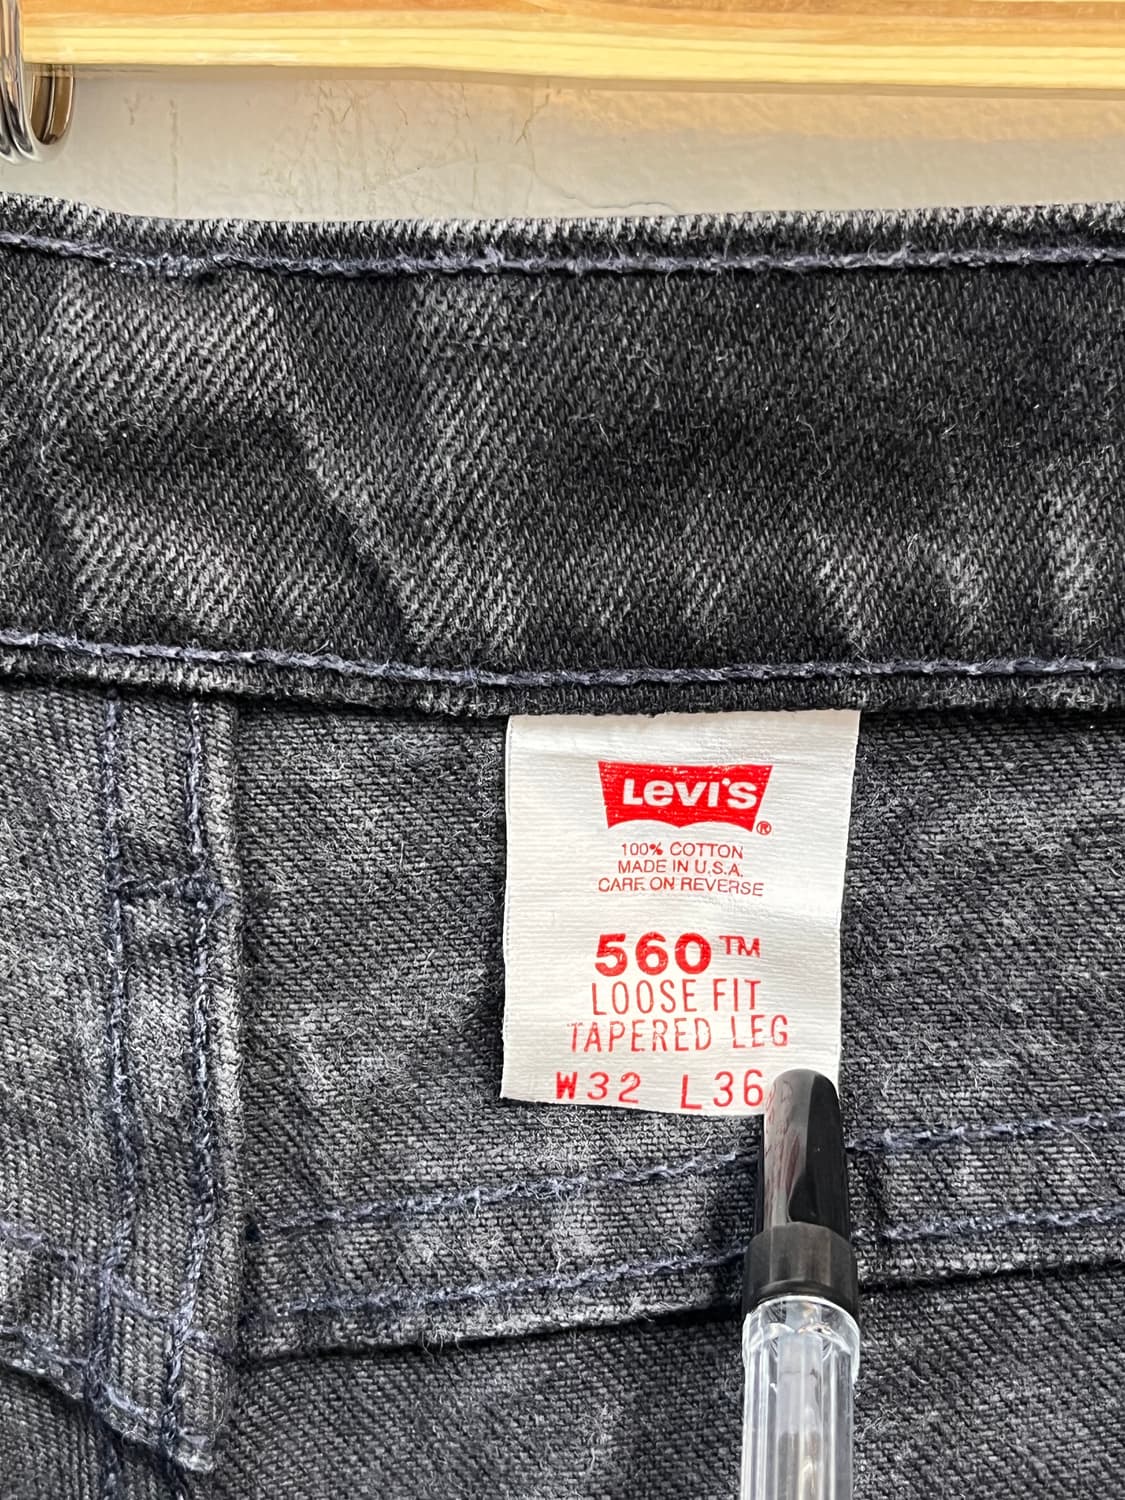 Levi's®
100% COTTON
MADE IN U.S.A.
CARE ON REVERSE
560™
LOOSE FIT
TAPERED LEG
W32 L36